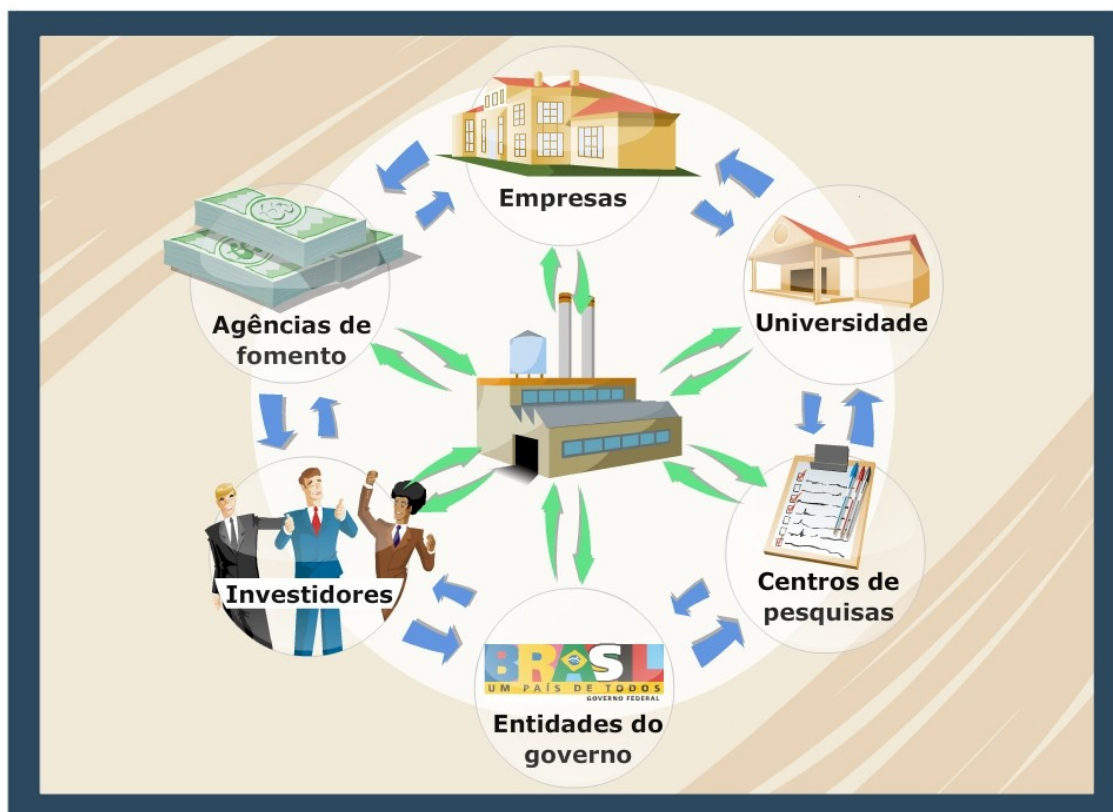 Empresas
Agências de
fomento
Universidade
Investidores
Centros de
pesquisas
BRASIL
UM PAÍS DE TODOS
GOVERNO FEDERAL
Entidades do
governo